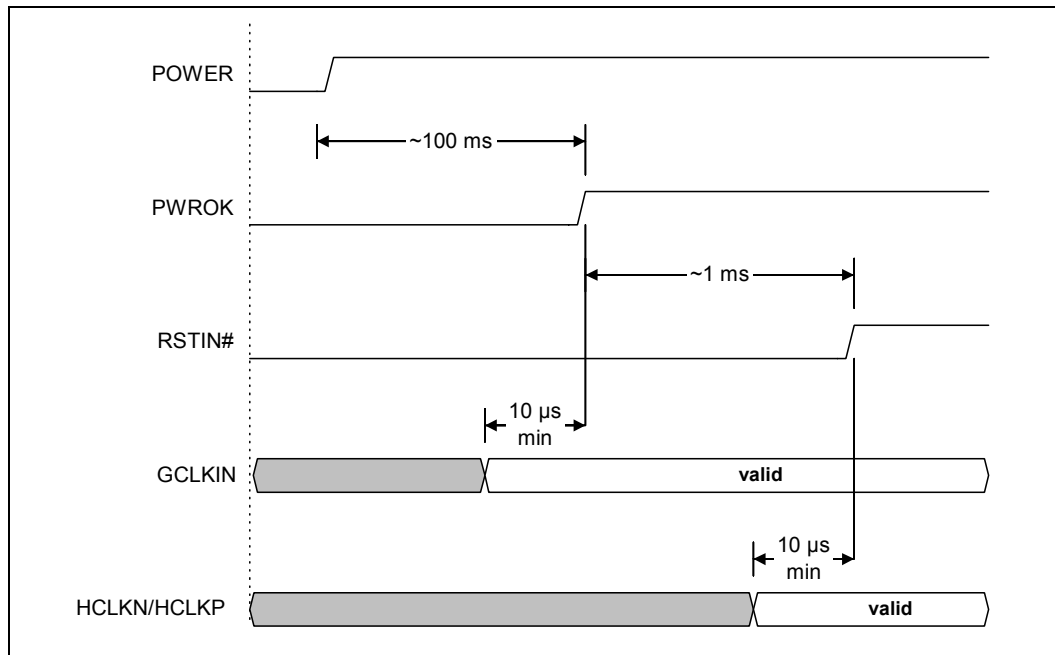 POWER
~100 ms
PWROK
~1 ms
RSTIN#
10 µs
min
GCLKIN
valid
10 µs
min
HCLKN/HCLKP
valid